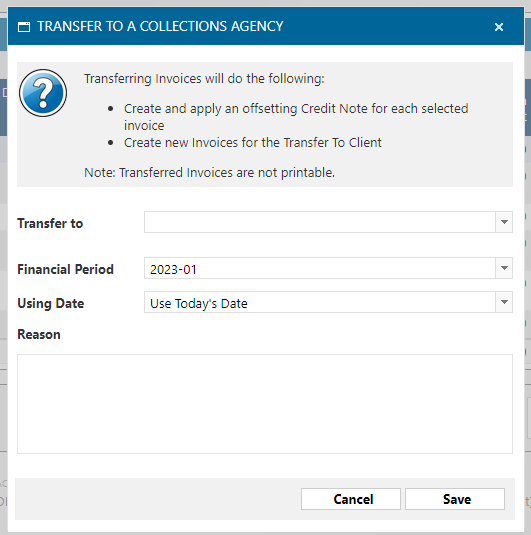 TRANSFER TO A COLLECTIONS AGENCY
Transferring Invoices will do the following:
Create and apply an offsetting Credit Note for each selected
invoice
Create new Invoices for the Transfer To Client
Note: Transferred Invoices are not printable.
Transfer to
Financial Period 2023-01
Using Date Use Today's Date
Reason
Cancel Save